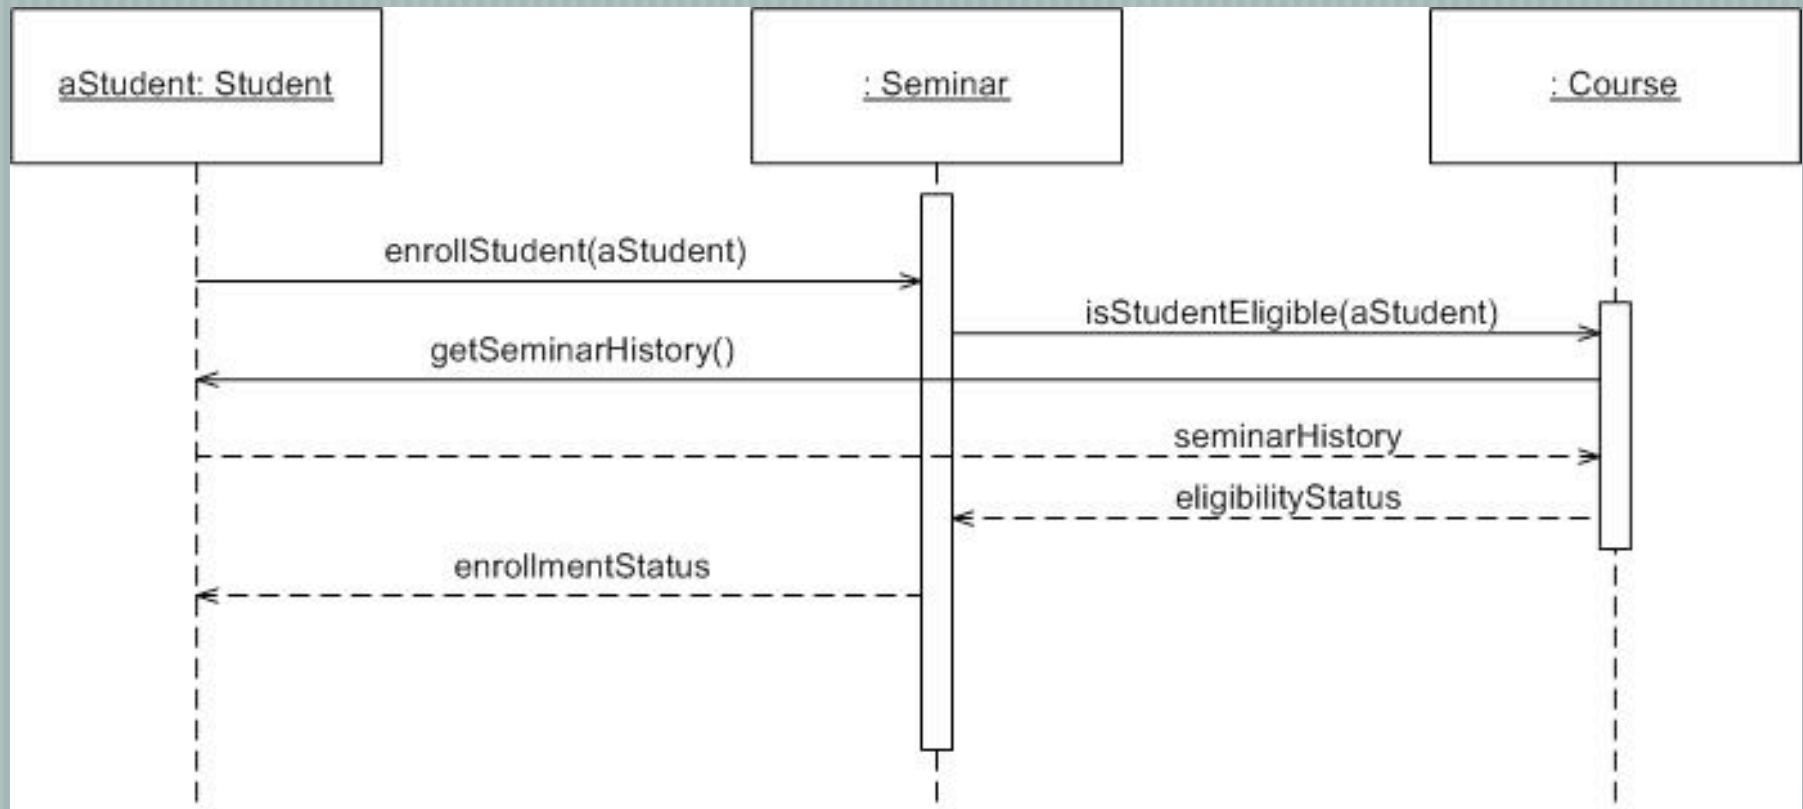 aStudent: Student
: Seminar
: Course
enrollStudent(aStudent)
isStudentEligible(aStudent)
getSeminarHistory()
seminarHistory
eligibilityStatus
enrollmentStatus